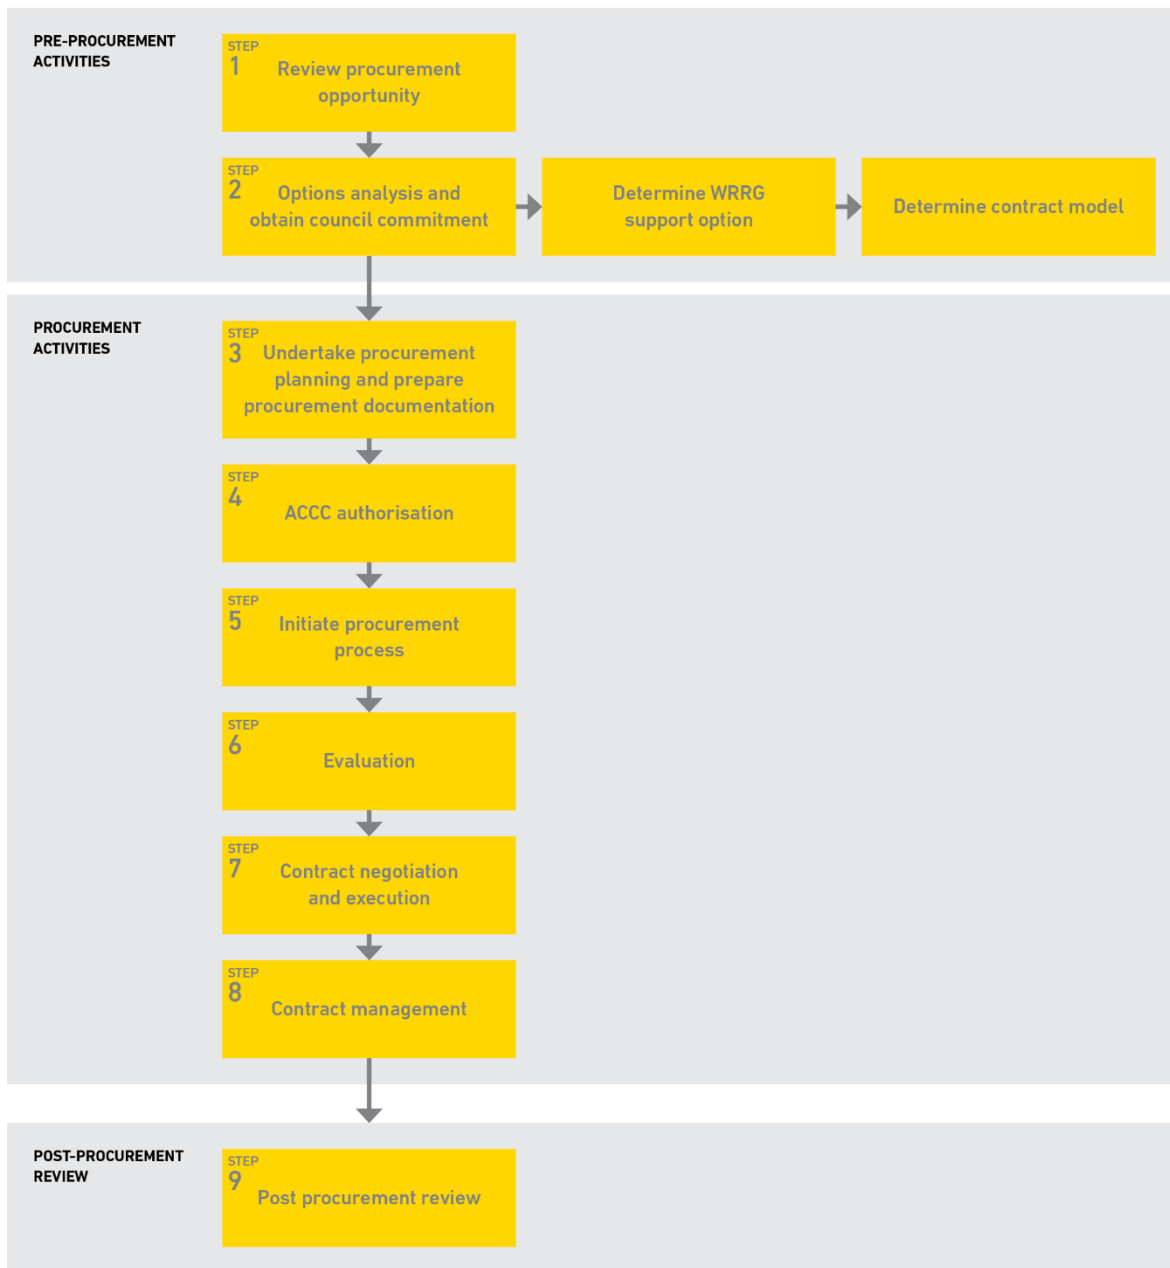 PRE-PROCUREMENT
ACTIVITIES
STEP
1
Review procurement
opportunity
STEP
2
Options analysis and
obtain council commitment
Determine WRRG
support option
Determine contract model
PROCUREMENT
ACTIVITIES
STEP
3
Undertake procurement
planning and prepare
procurement documentation
STEP
4
ACCC authorisation
STEP
5
Initiate procurement
process
STEP
6
Evaluation
STEP
7
Contract negotiation
and execution
STEP
8
Contract management
POST-PROCUREMENT
REVIEW
STEP
9
Post procurement review